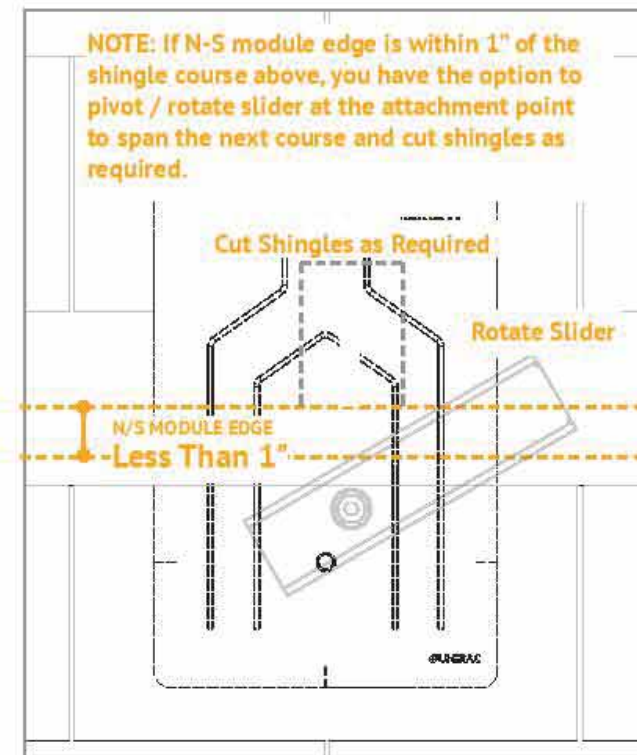 NOTE: If N-S module edge is within 1" of the
shingle course above, you have the option to
pivot / rotate slider at the attachment point
to span the next course and cut shingles as
required.
Cut Shingles as Required
Rotate Slider
N/S MODULE EDGE
Less Than 1"
UNIRAC